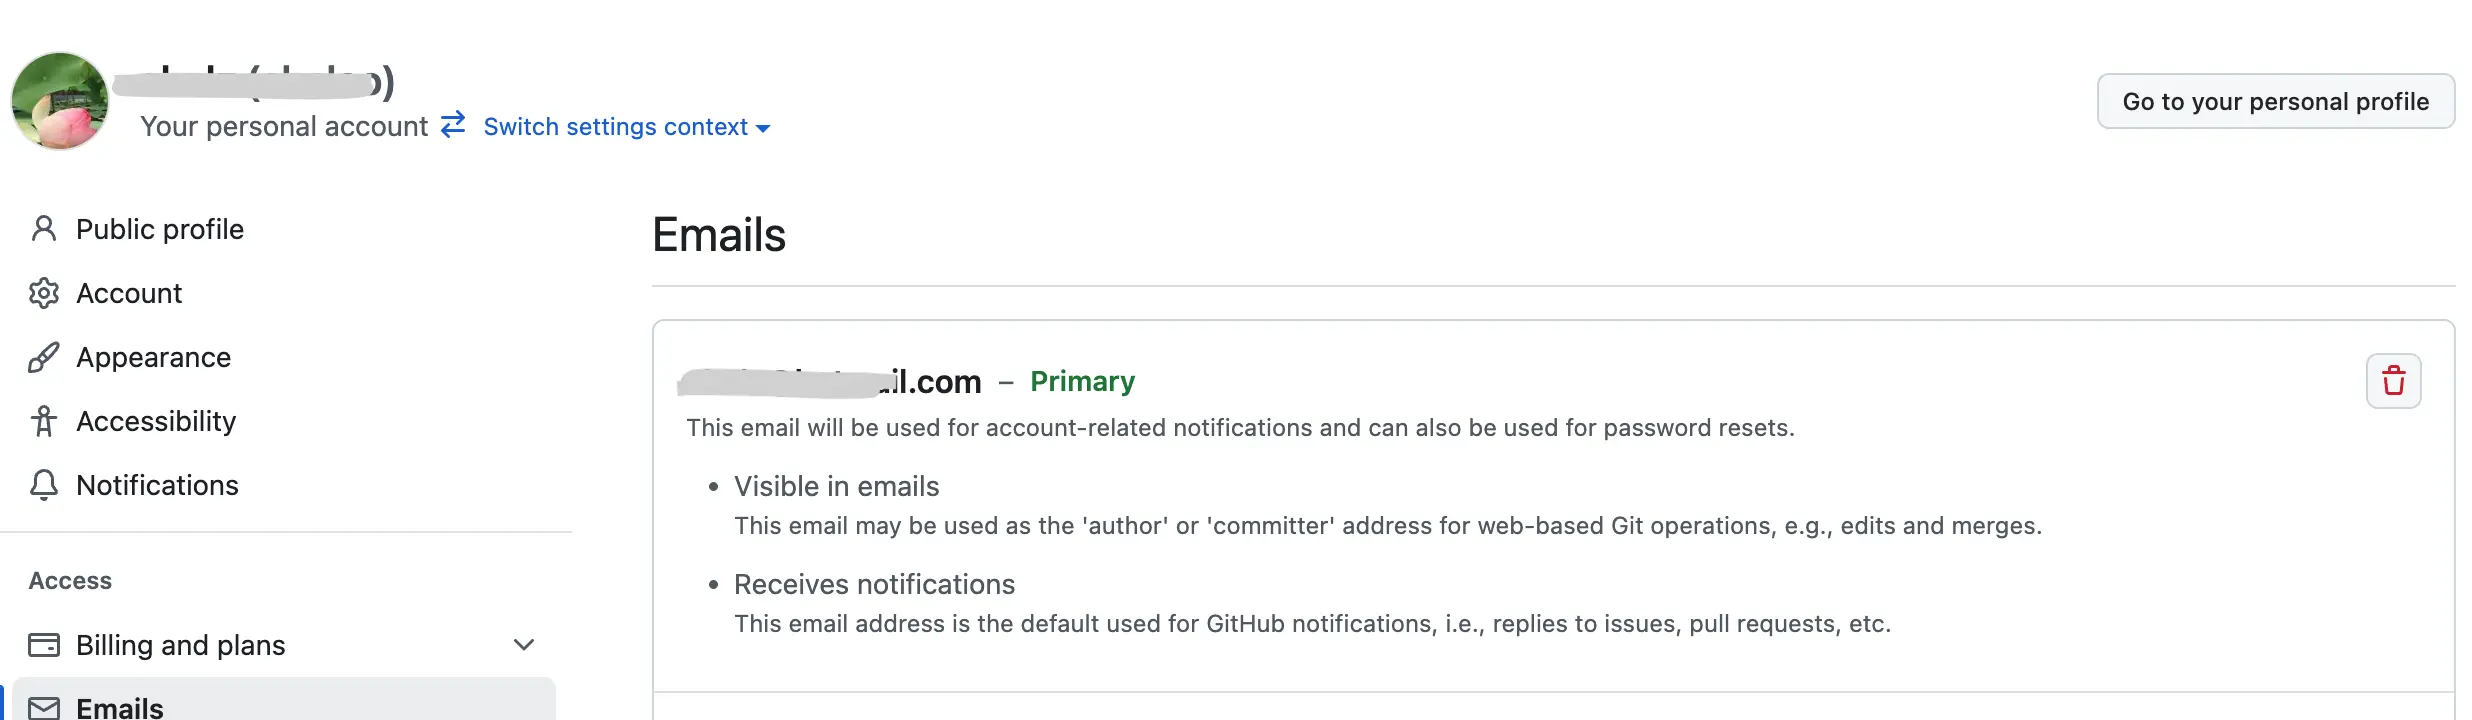 Your personal account Switch settings context
Go to your personal profile
Public profile
Account
Appearance
Accessibility
Notifications
Access
Billing and plans
Emails
Emails
– Primary
This email will be used for account-related notifications and can also be used for password resets.
• Visible in emails
This email may be used as the 'author' or 'committer' address for web-based Git operations, e.g., edits and merges.
• Receives notifications
This email address is the default used for GitHub notifications, i.e., replies to issues, pull requests, etc.